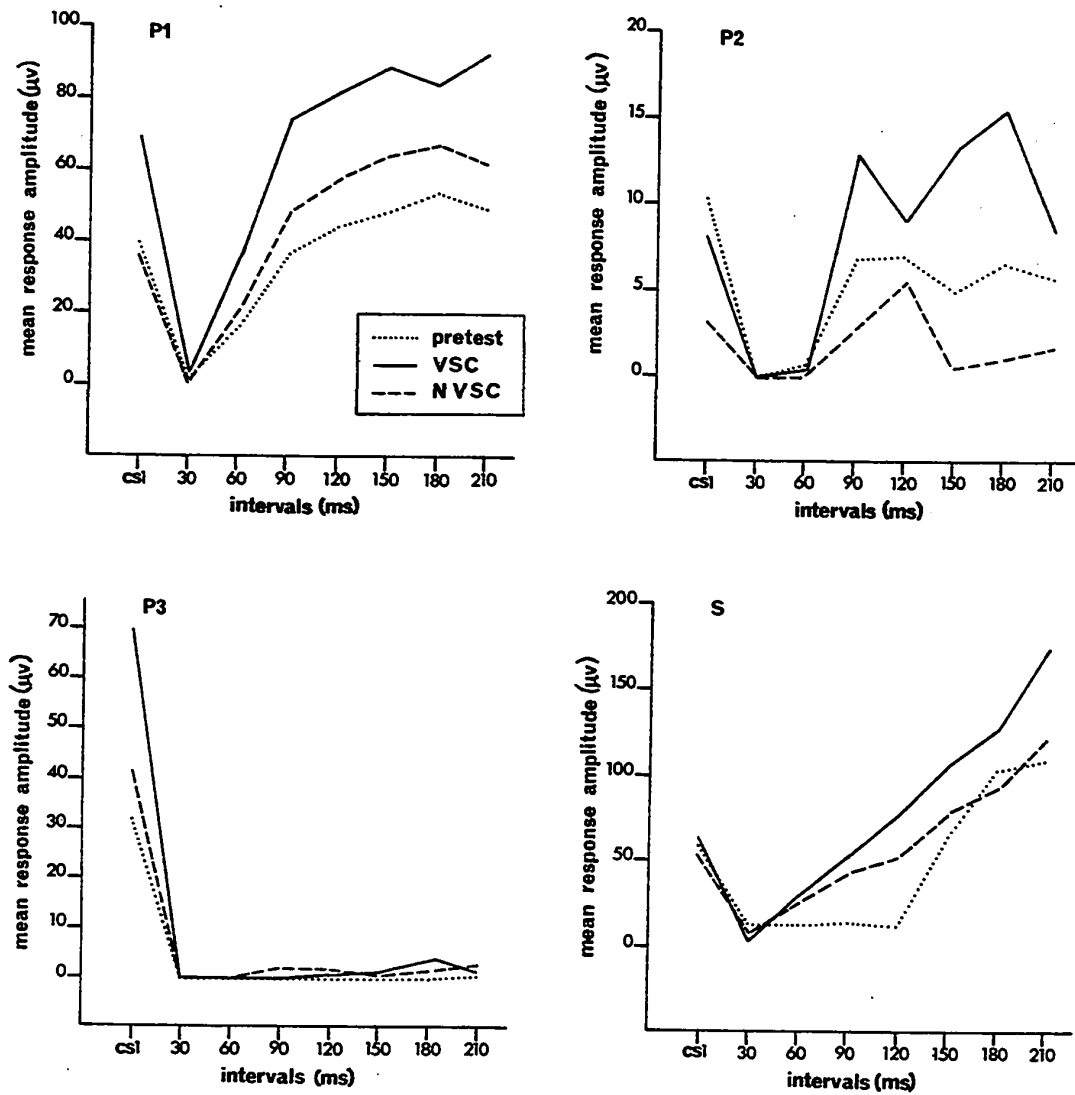 P1
mean response amplitude (μv)
100
80
60
40
20
0
pretest
VSC
NVSC
CS1 30 60 90 120 150 180 210
intervals (ms)
P2
mean response amplitude (μv)
20
15
10
5
0
CS1 30 60 90 120 150 180 210
intervals (ms)
P3
mean response amplitude (μv)
70
60
50
40
30
20
10
0
CS1 30 60 90 120 150 180 210
intervals (ms)
S
mean response amplitude (μv)
200
150
100
50
0
CS1 30 60 90 120 150 180 210
intervals (ms)